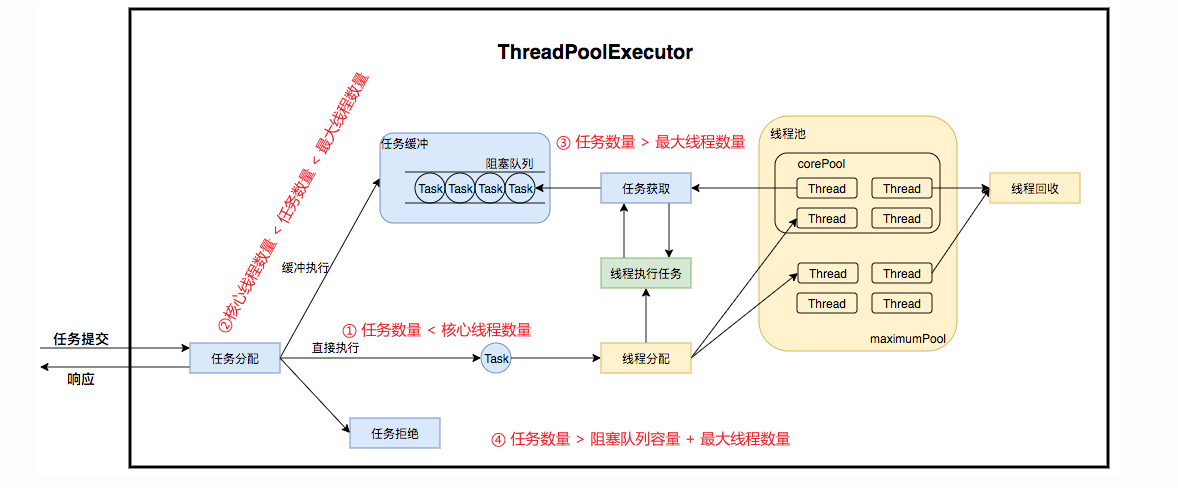 ThreadPoolExecutor
②核心线程数量 < 任务数量 < 最大线程数量
任务缓冲
阻塞队列
Task Task Task Task
③ 任务数量 > 最大线程数量
任务获取
线程池
corePool
Thread Thread
Thread Thread
线程回收
缓冲执行
线程执行任务
Thread Thread
Thread Thread
maximumPool
① 任务数量 < 核心线程数量
任务提交
任务分配
直接执行
Task
线程分配
响应
任务拒绝
④ 任务数量 > 阻塞队列容量 + 最大线程数量